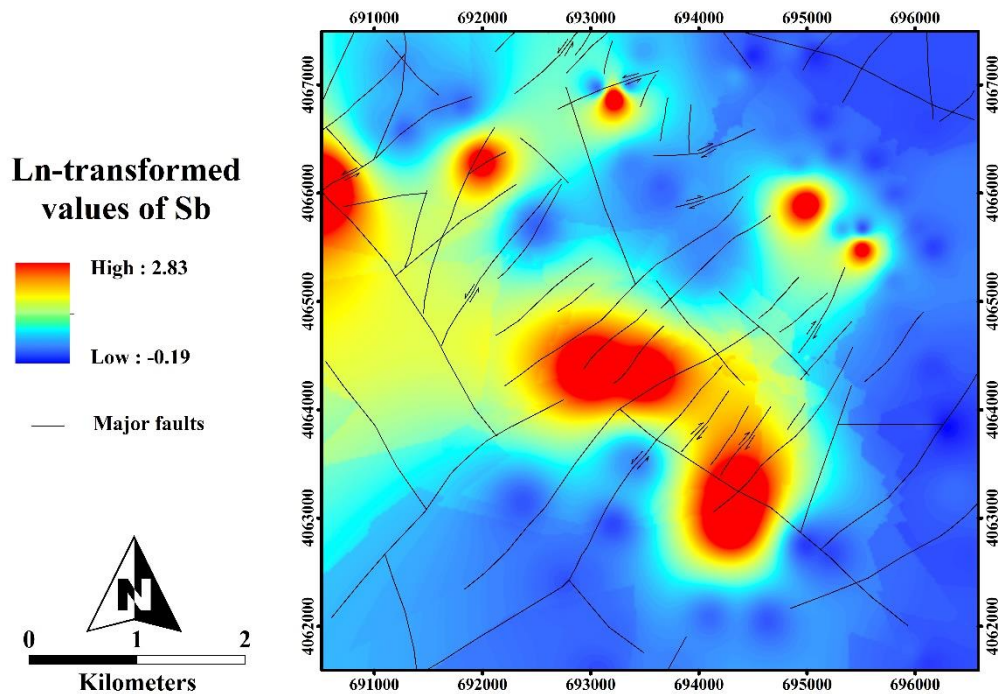 691000 692000 693000 694000 695000 696000
4067000 4067000
Ln-transformed
values of Sb
4066000 4066000
High : 2.83
4065000 4065000
Low : -0.19
4064000 4064000
Major faults
4063000 4063000
N
4062000 4062000
0 1 2
Kilometers
691000 692000 693000 694000 695000 696000